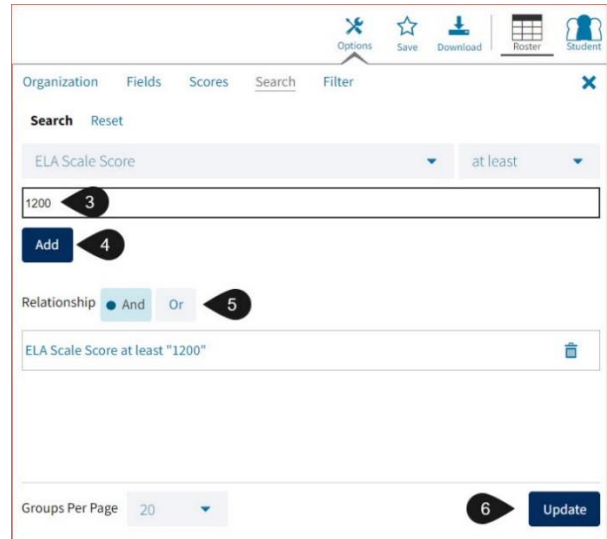 Options Save Download Roster Student
Organization Fields Scores Search Filter
Search Reset
ELA Scale Score at least
1200 3
Add 4
Relationship And Or 5
ELA Scale Score at least "1200"
Groups Per Page 20 6 Update